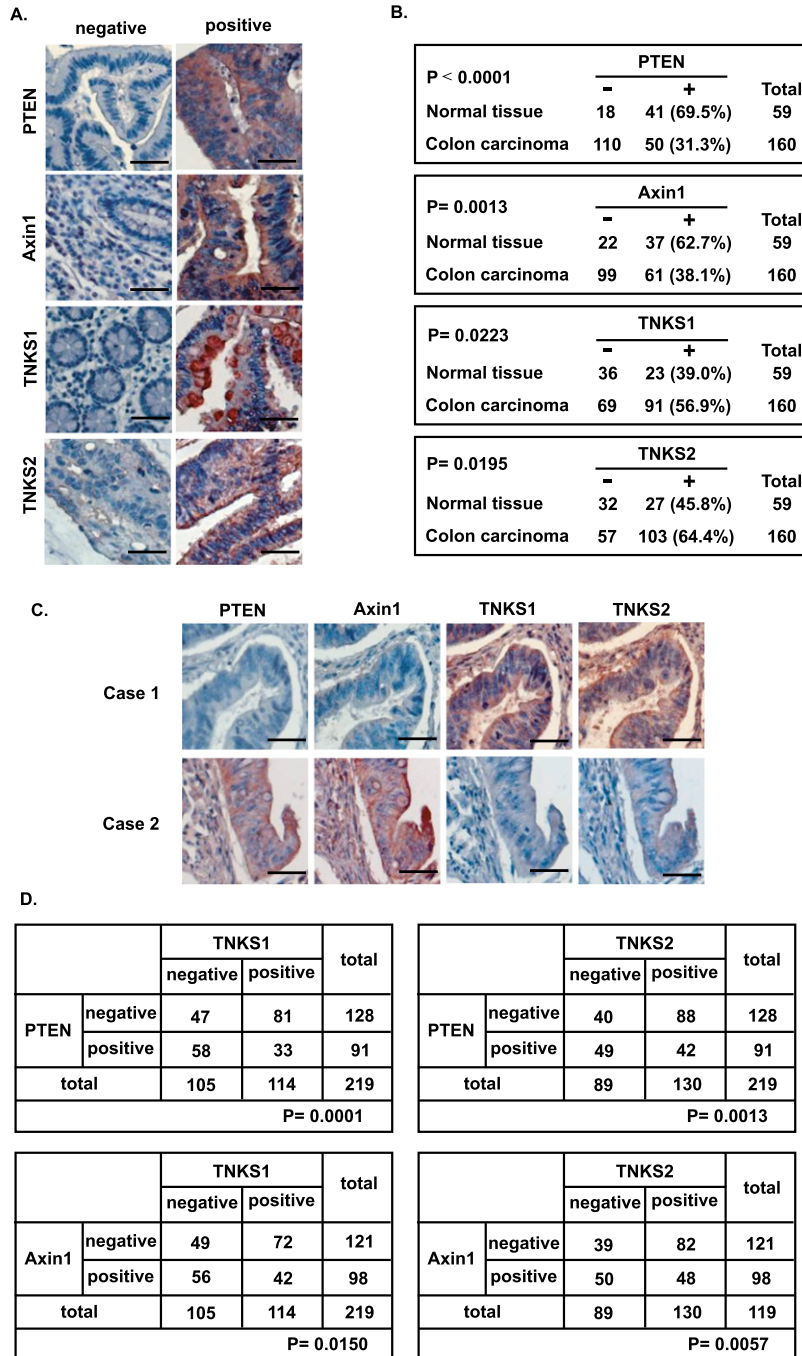 A.
negative positive
PTEN
Axin1
TNKS1
TNKS2
B.
P < 0.0001 PTEN
- + Total
Normal tissue 18 41 (69.5%) 59
Colon carcinoma 110 50 (31.3%) 160
P= 0.0013 Axin1
- + Total
Normal tissue 22 37 (62.7%) 59
Colon carcinoma 99 61 (38.1%) 160
P= 0.0223 TNKS1
- + Total
Normal tissue 36 23 (39.0%) 59
Colon carcinoma 69 91 (56.9%) 160
P= 0.0195 TNKS2
- + Total
Normal tissue 32 27 (45.8%) 59
Colon carcinoma 57 103 (64.4%) 160
C.
PTEN Axin1 TNKS1 TNKS2
Case 1
Case 2
D.
TNKS1 total
negative positive
PTEN negative 47 81 128
positive 58 33 91
total 105 114 219
P= 0.0001
TNKS2 total
negative positive
PTEN negative 40 88 128
positive 49 42 91
total 89 130 219
P= 0.0013
TNKS1 total
negative positive
Axin1 negative 49 72 121
positive 56 42 98
total 105 114 219
P= 0.0150
TNKS2 total
negative positive
Axin1 negative 39 82 121
positive 50 48 98
total 89 130 119
P= 0.0057